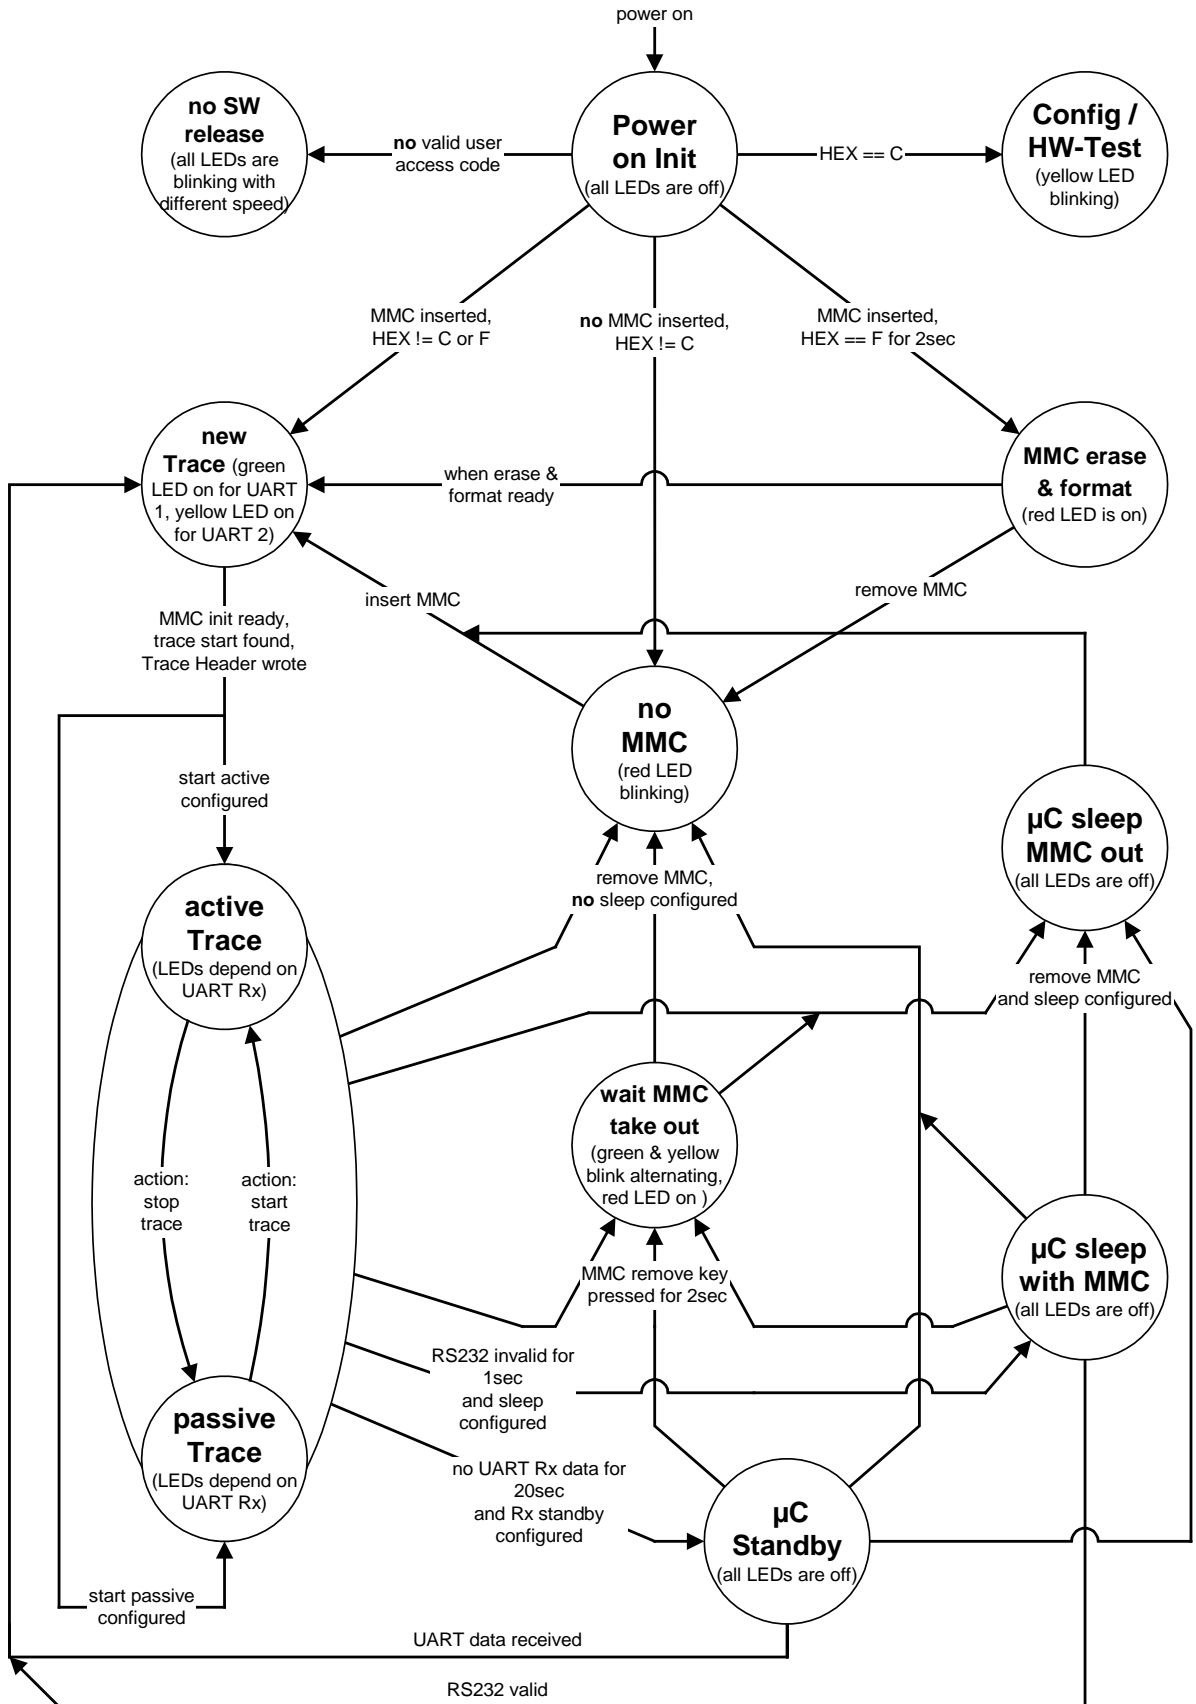 power on
no SW
release
(all LEDs are
blinking with
different speed)
no valid user
access code
Power
on Init
(all LEDs are off)
HEX == C
Config /
HW-Test
(yellow LED
blinking)
MMC inserted,
HEX != C or F
no MMC inserted,
HEX != C
MMC inserted,
HEX == F for 2sec
new
Trace (green
LED on for UART
1, yellow LED on
for UART 2)
when erase &
format ready
MMC erase
& format
(red LED is on)
insert MMC
remove MMC
MMC init ready,
trace start found,
Trace Header wrote
no
MMC
(red LED
blinking)
start active
configured
µC sleep
MMC out
(all LEDs are off)
remove MMC,
no sleep configured
active
Trace
(LEDs depend on
UART Rx)
remove MMC
and sleep configured
wait MMC
take out
(green & yellow
blink alternating,
red LED on )
action:
stop
trace
action:
start
trace
µC sleep
with MMC
(all LEDs are off)
MMC remove key
pressed for 2sec
RS232 invalid for
1sec
and sleep
configured
passive
Trace
(LEDs depend on
UART Rx)
no UART Rx data for
20sec
and Rx standby
configured
µC
Standby
(all LEDs are off)
start passive
configured
UART data received
RS232 valid